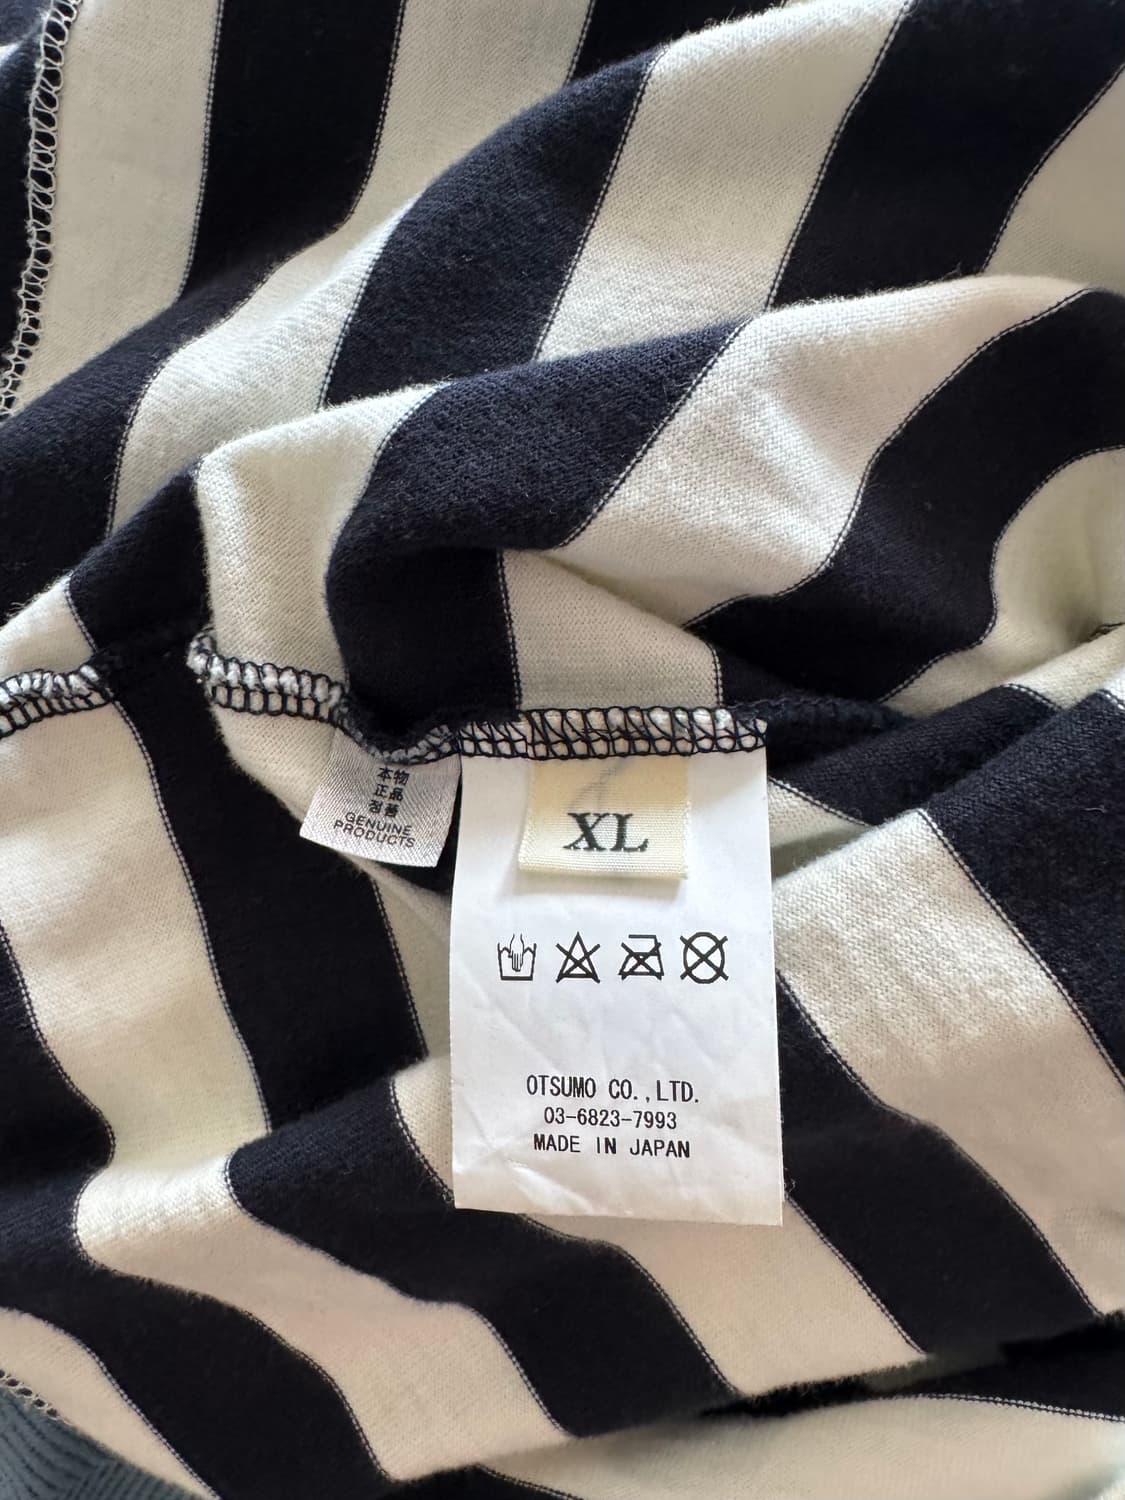 本物
正品
정품
GENUINE
PRODUCTS
XL
OTSUMO CO.,LTD.
03-6823-7993
MADE IN JAPAN